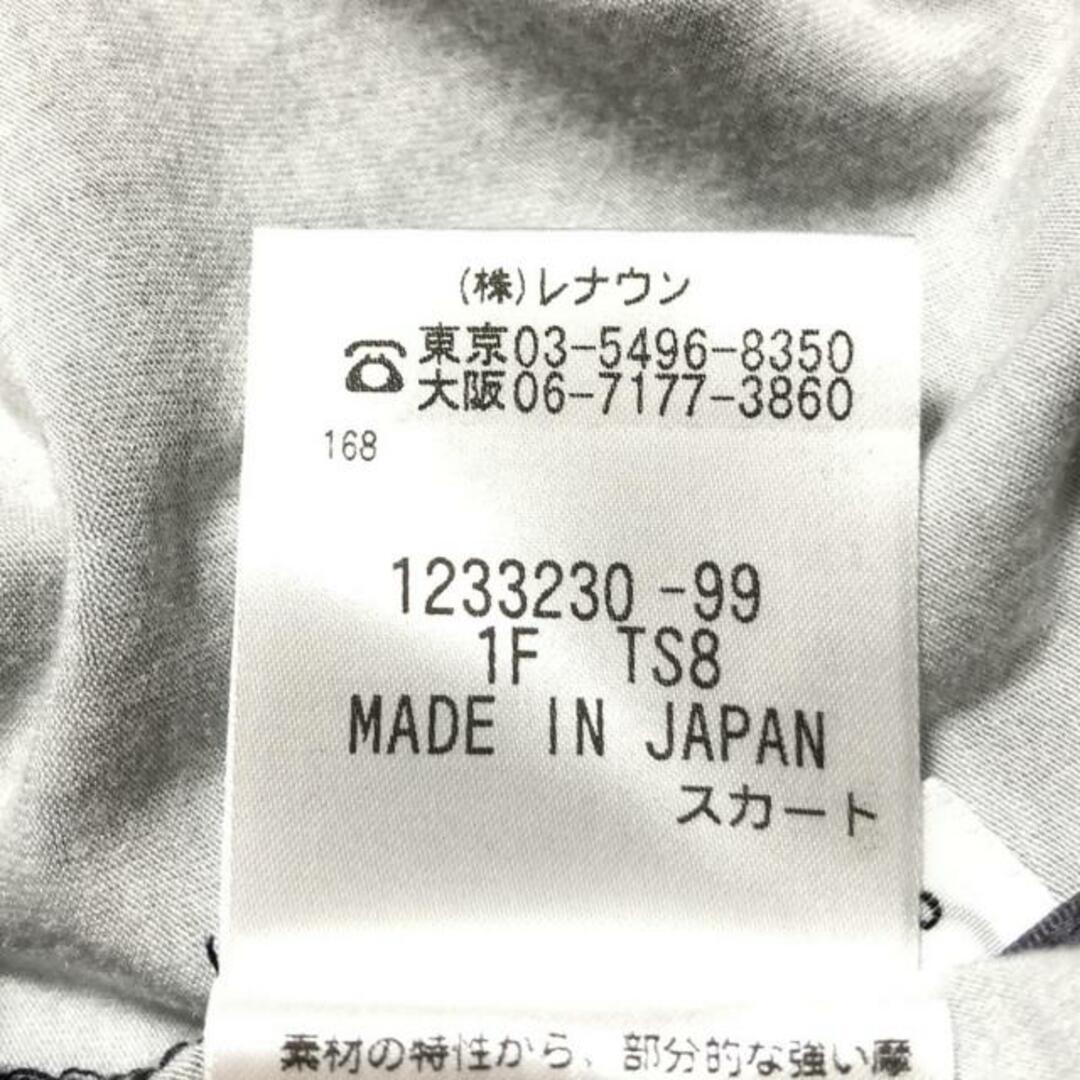 (株)レナウン
東京03-5496-8350
大阪06-7177-3860
168
1233230 -99
1F TS8
MADE IN JAPAN
スカート
素材の特性から、部分的な強い摩